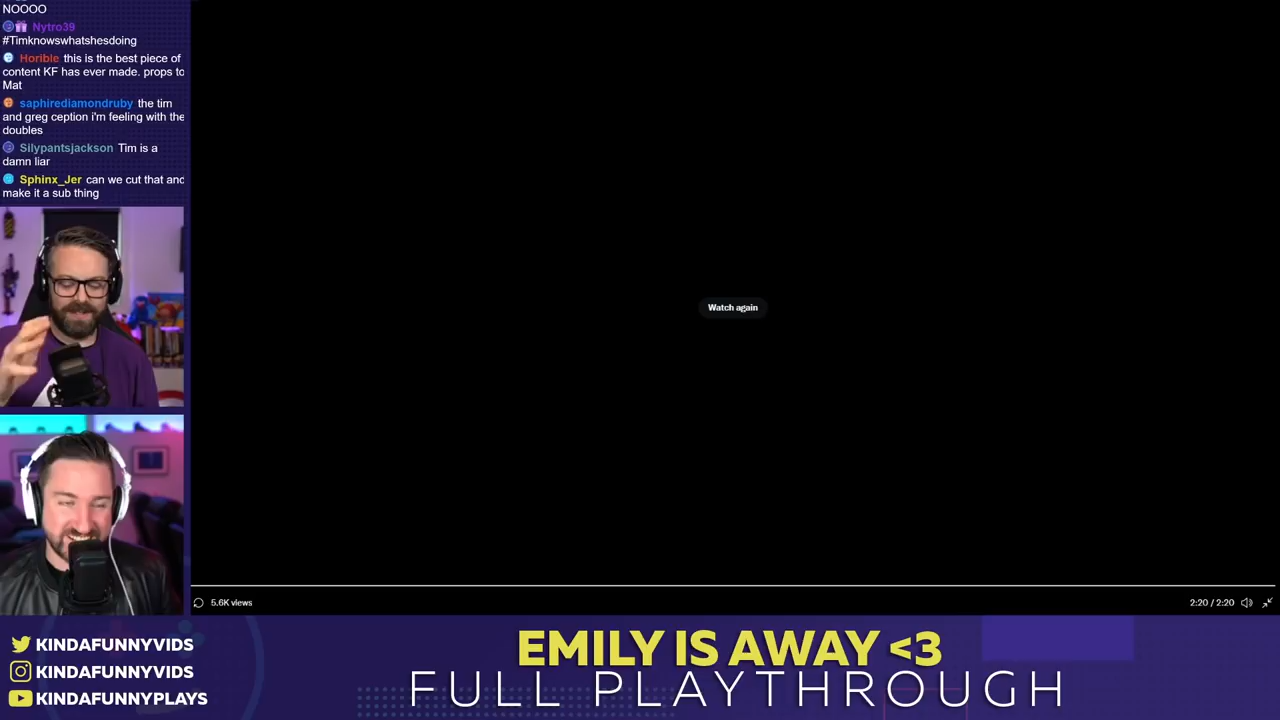 NOOOO
Nytro39
#Timknowswhatshesdoing
Horible this is the best piece of
content KF has ever made. props to
Mat
saphirediamondruby the tim
and greg ception i'm feeling with the
doubles
Silypantsjackson Tim is a
damn liar
Sphinx_Jer can we cut that and
make it a sub thing
Watch again
5.6K views
2:20 / 2:20
KINDAFUNNYVIDS
KINDAFUNNYVIDS
KINDAFUNNYPLAYS
EMILY IS AWAY <3
FULL PLAYTHROUGH